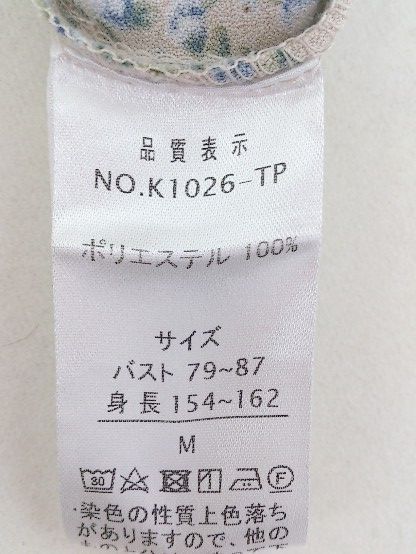 品質表示
NO.K1026-TP
ポリエステル 100%
サイズ
バスト 79~87
身長 154~162
M
30 F
・染色の性質上色落ち
がありますので、他の